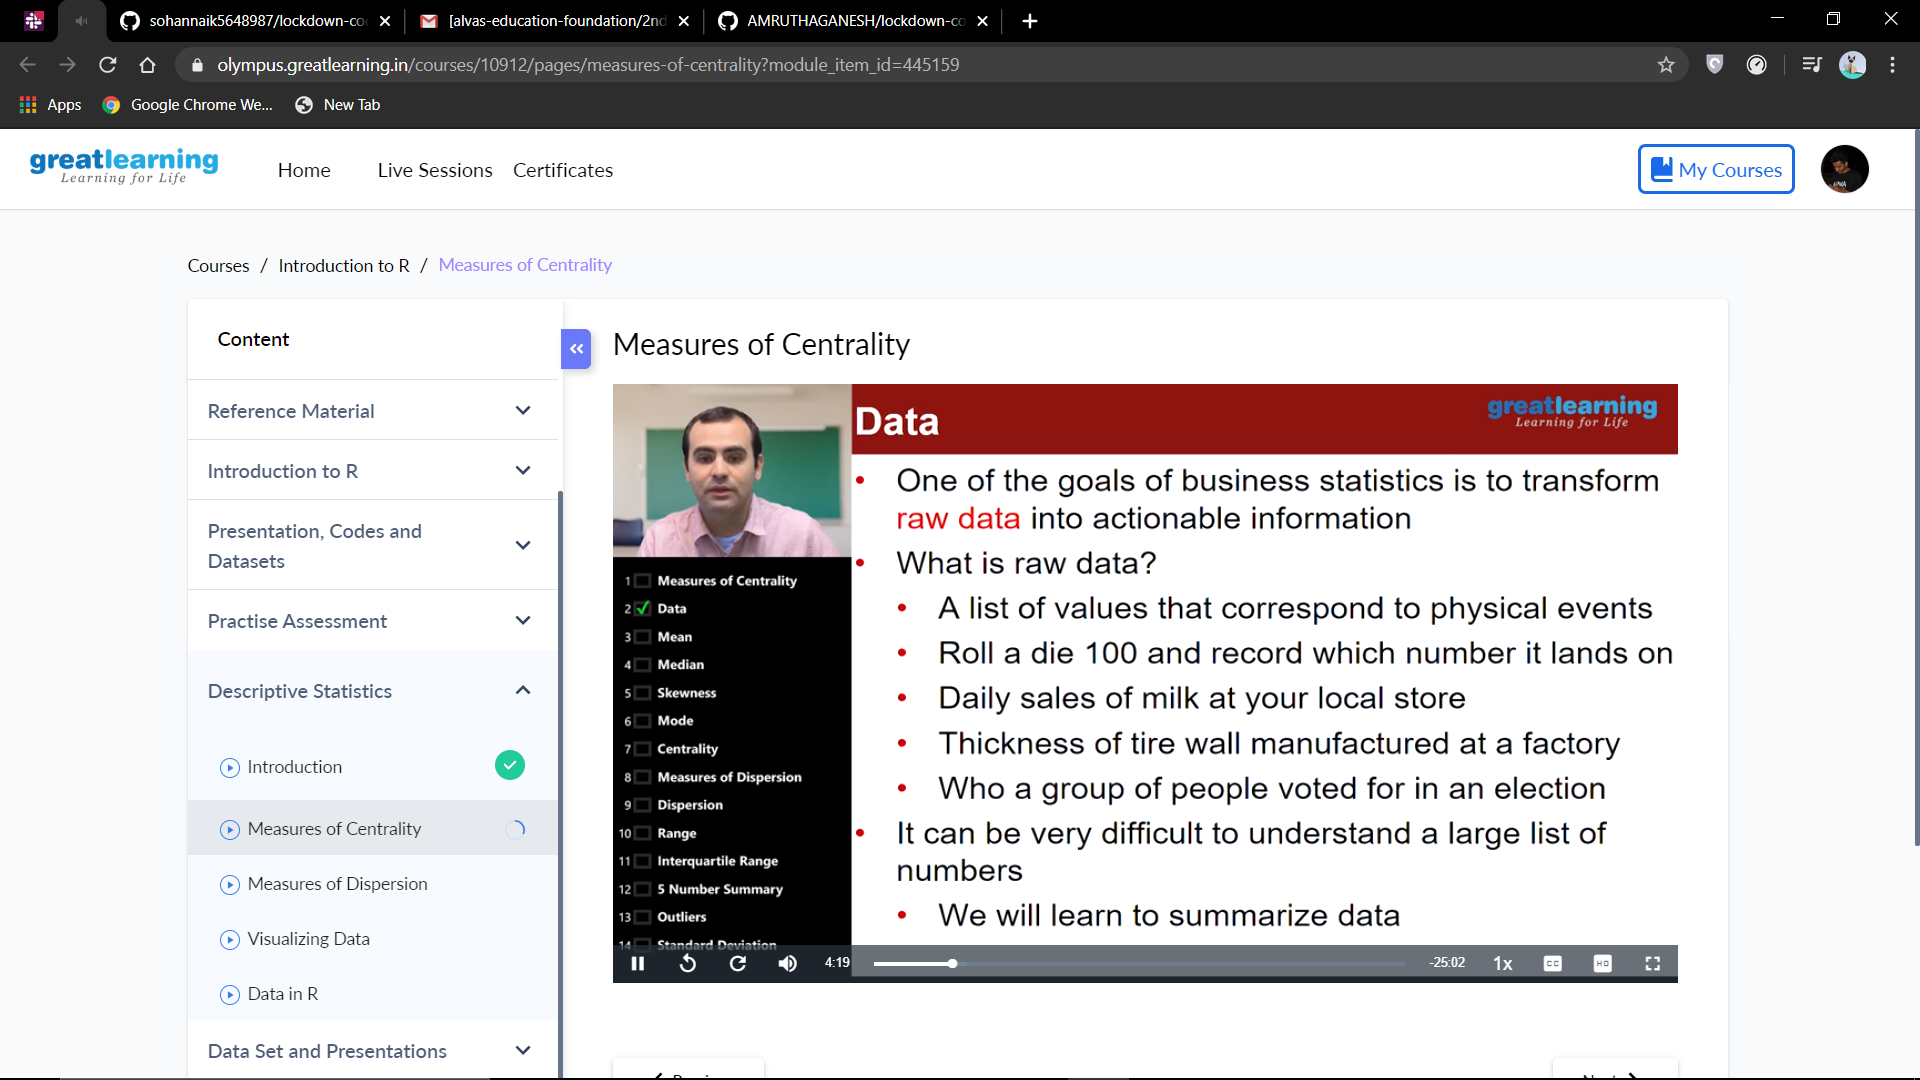 sohannaik5648987/lockdown-co
[alvas-education-foundation/2nd
AMRUTHAGANESH/lockdown-co
olympus.greatlearning.in/courses/10912/pages/measures-of-centrality?module_item_id=445159
Apps
Google Chrome We...
New Tab
greatlearning
Learning for Life
Home
Live Sessions
Certificates
My Courses
Courses / Introduction to R / Measures of Centrality
Content
Reference Material
Introduction to R
Presentation, Codes and
Datasets
Practise Assessment
Descriptive Statistics
Introduction
Measures of Centrality
Measures of Dispersion
Visualizing Data
Data in R
Data Set and Presentations
Measures of Centrality
Data
greatlearning
Learning for Life
• One of the goals of business statistics is to transform
raw data into actionable information
• What is raw data?
• A list of values that correspond to physical events
• Roll a die 100 and record which number it lands on
• Daily sales of milk at your local store
• Thickness of tire wall manufactured at a factory
• Who a group of people voted for in an election
• It can be very difficult to understand a large list of
numbers
• We will learn to summarize data
1 Measures of Centrality
2 Data
3 Mean
4 Median
5 Skewness
6 Mode
7 Centrality
8 Measures of Dispersion
9 Dispersion
10 Range
11 Interquartile Range
12 5 Number Summary
13 Outliers
14 Standard Deviation
4:19
-25:02
1x
CC
HD